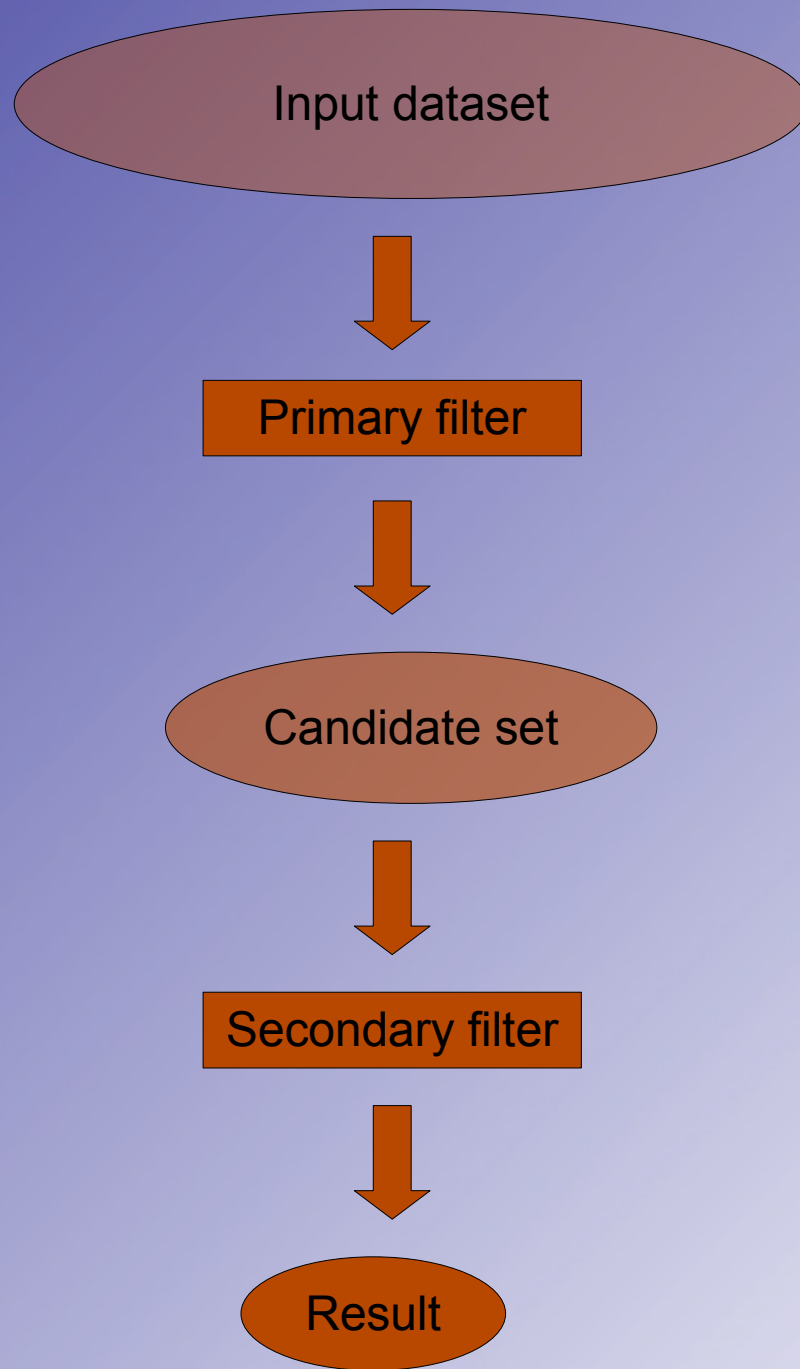 Input dataset
Primary filter
Candidate set
Secondary filter
Result